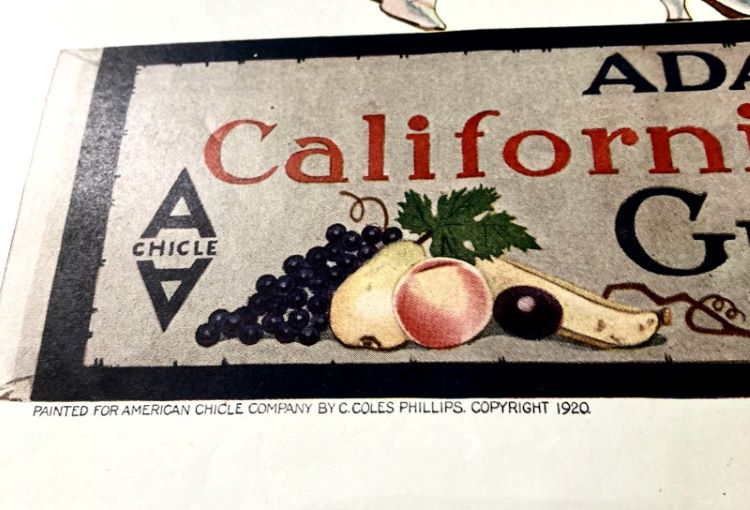 ADA
Californi
A
CHICLE
A
G
PAINTED FOR AMERICAN CHICLE COMPANY BY C. COLES PHILLIPS. COPYRIGHT 1920.